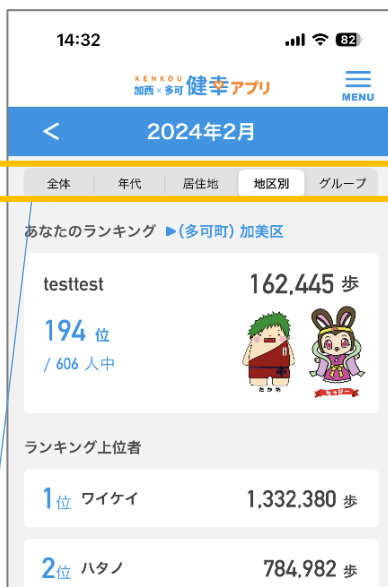 14:32
82
KENKOU
加西×多可 健幸アプリ
MENU
< 2024年2月
全体 年代 居住地 地区別 グループ
あなたのランキング ▶(多可町) 加美区
testtest 162,445 歩
194 位
/ 606 人中
たか坊
ランキング上位者
1位 ワイケイ 1,332,380 歩
2位 ハタノ 784,982 歩